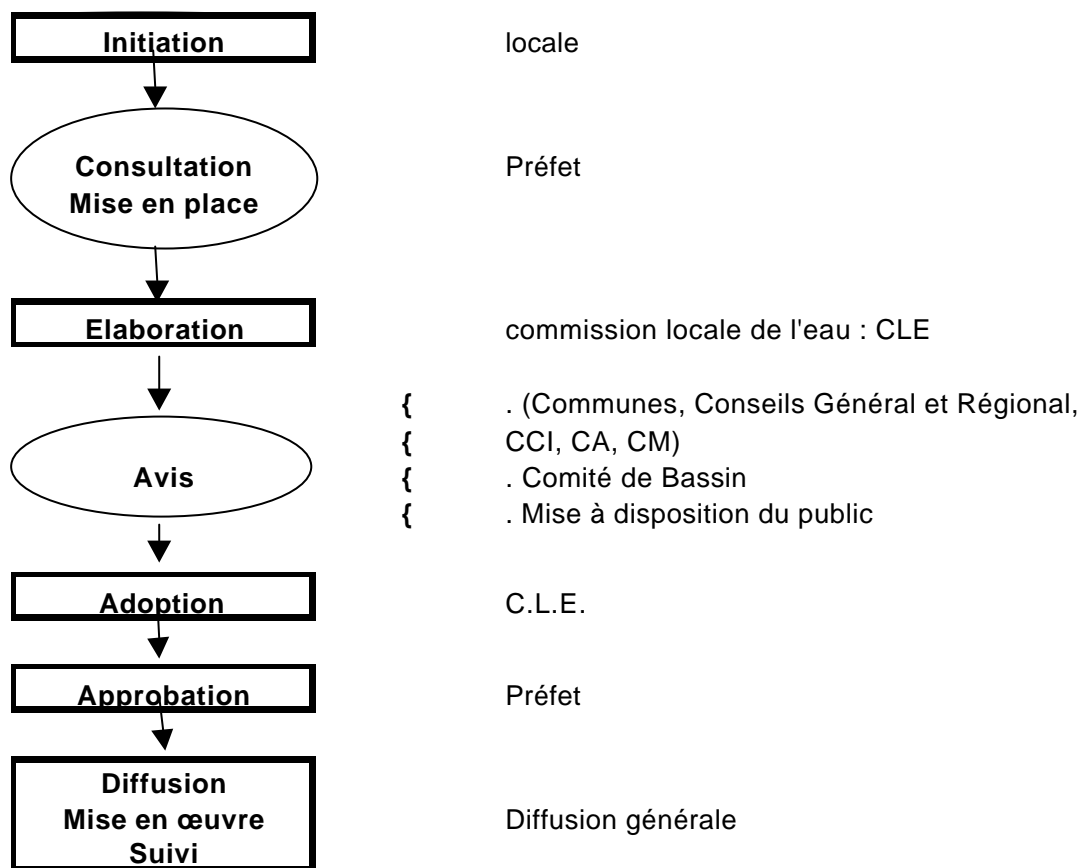 Initiation locale
Consultation
Mise en place
Préfet
Elaboration commission locale de l'eau : CLE
{ . (Communes, Conseils Général et Régional,
{ CCI, CA, CM)
Avis
{ . Comité de Bassin
{ . Mise à disposition du public
Adoption C.L.E.
Approbation Préfet
Diffusion
Mise en œuvre
Suivi
Diffusion générale